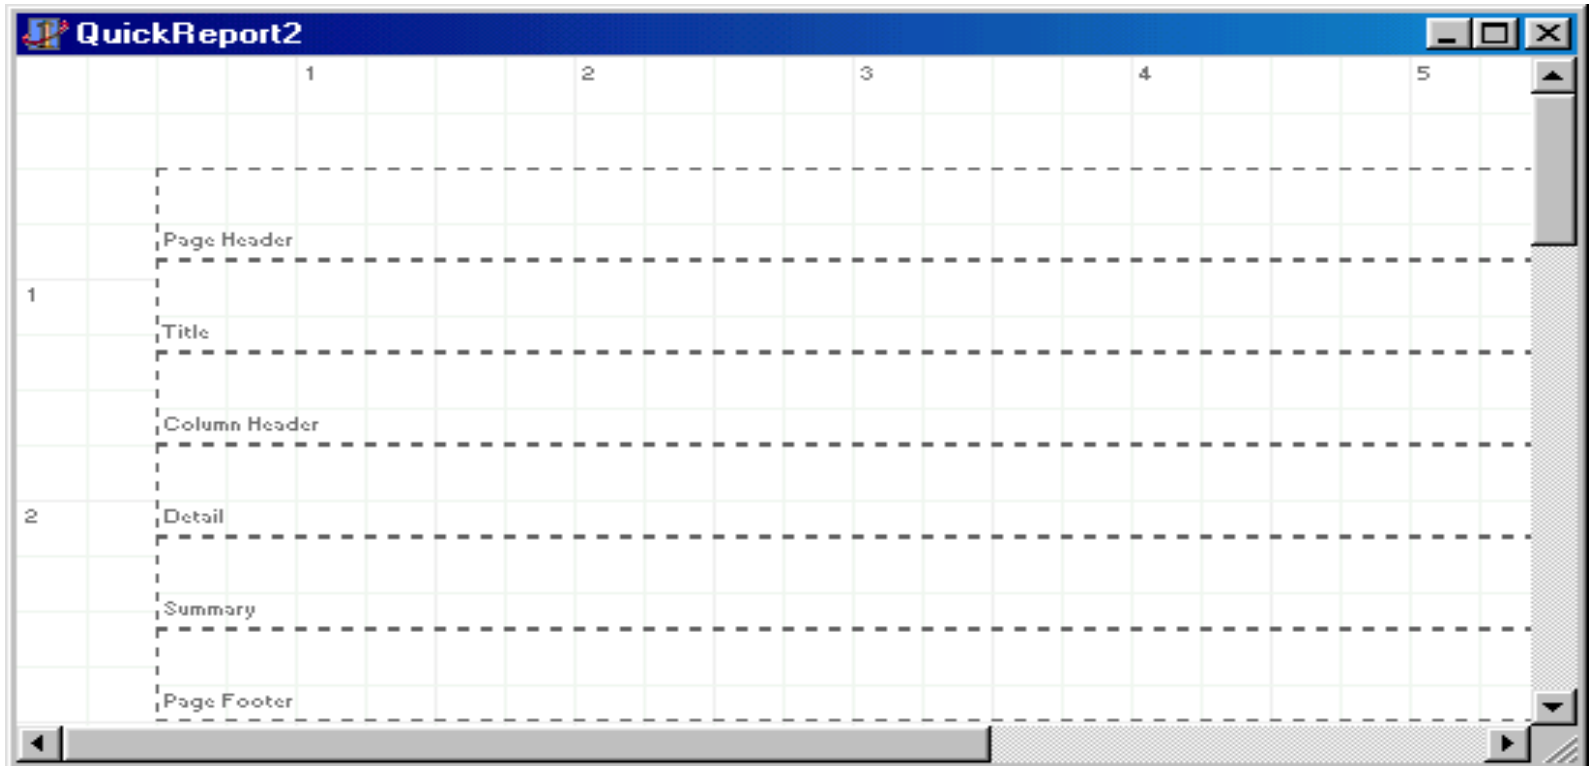 QuickReport2
1 2 3 4 5
Page Header
1
Title
Column Header
2 Detail
Summary
Page Footer